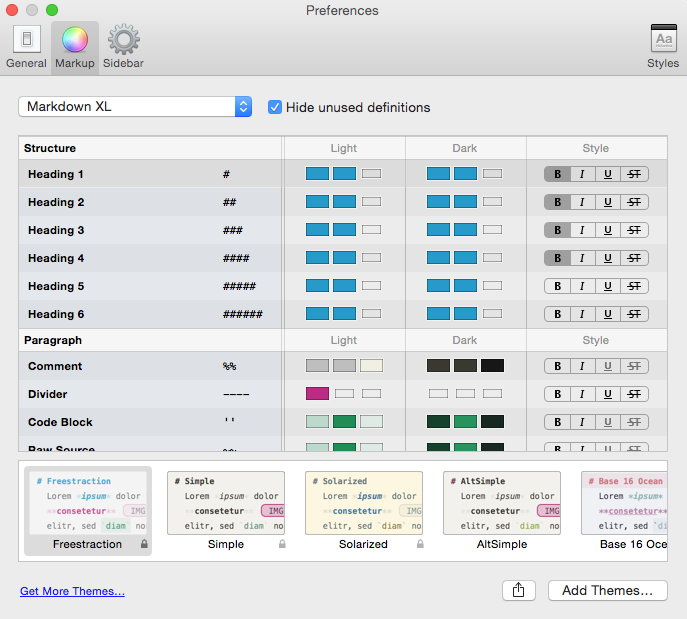 Preferences
General Markup Sidebar Aa Styles
Markdown XL Hide unused definitions
Structure Light Dark Style
Heading 1 # B I U ST
Heading 2 ## B I U ST
Heading 3 ### B I U ST
Heading 4 #### B I U ST
Heading 5 ##### B I U ST
Heading 6 ###### B I U ST
Paragraph Light Dark Style
Comment %% B I U ST
Divider ---- B I U ST
Code Block '' B I U ST
Raw Source B I U ST
# Freestraction # Simple # Solarized # AltSimple # Base 16 Ocean
Lorem *ipsum* dolor Lorem *ipsum* dolor Lorem *ipsum* dolor Lorem *ipsum* dolor Lorem *ipsum*
**consetetur** IMG **consetetur** IMG **consetetur** IMG **consetetur** IMG **consetetur**
elitr, sed `diam` no elitr, sed `diam` no elitr, sed `diam` no elitr, sed `diam` no elitr, sed `di
Freestraction Simple Solarized AltSimple Base 16 Oce
Get More Themes... Add Themes...